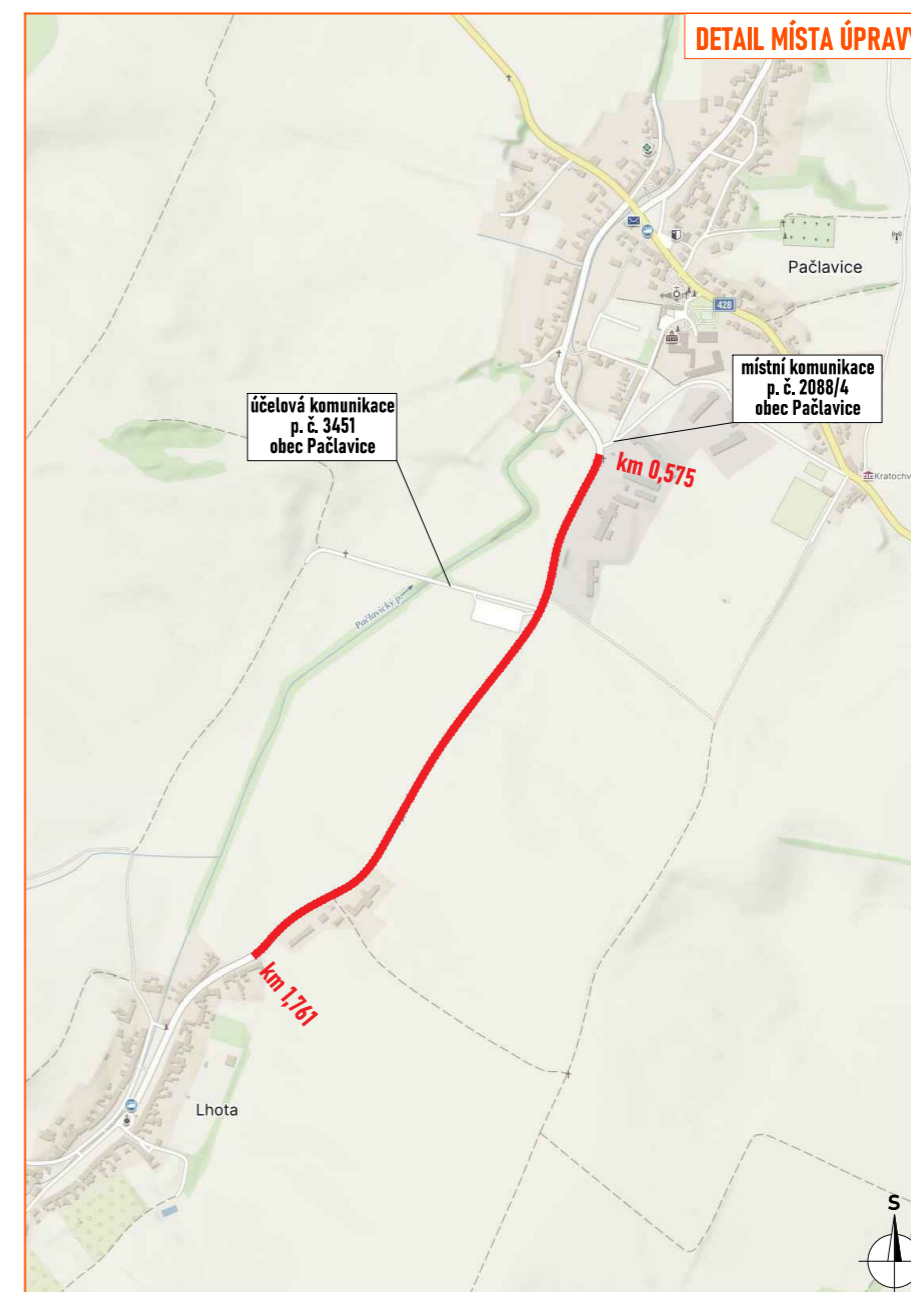 DETAIL MÍSTA ÚPRAVY
Pačlavice
428
místní komunikace
p. č. 2088/4
obec Pačlavice
účelová komunikace
p. č. 3451
obec Pačlavice
km 0,575
Kratochv
Pačlavický p.
km 1,761
Lhota
S